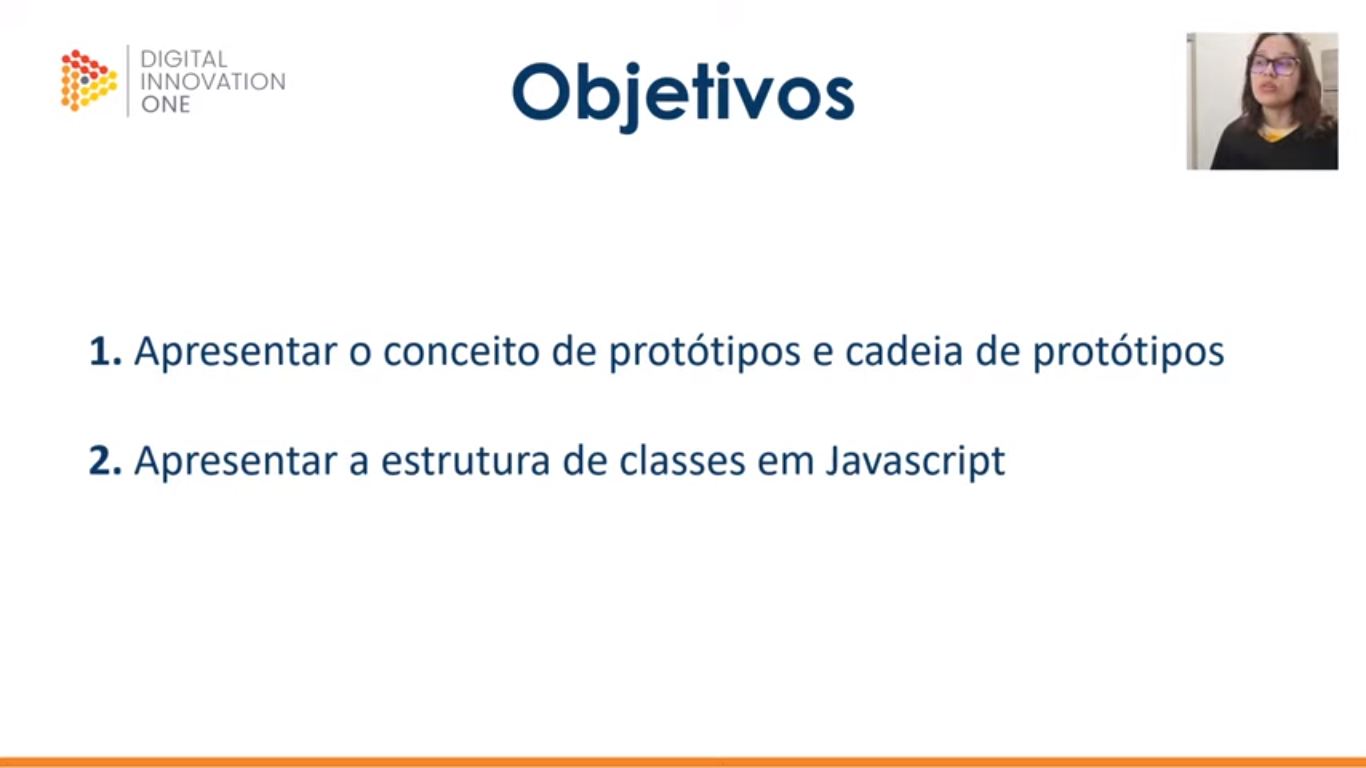 DIGITAL
INNOVATION
ONE
Objetivos
1. Apresentar o conceito de protótipos e cadeia de protótipos
2. Apresentar a estrutura de classes em Javascript